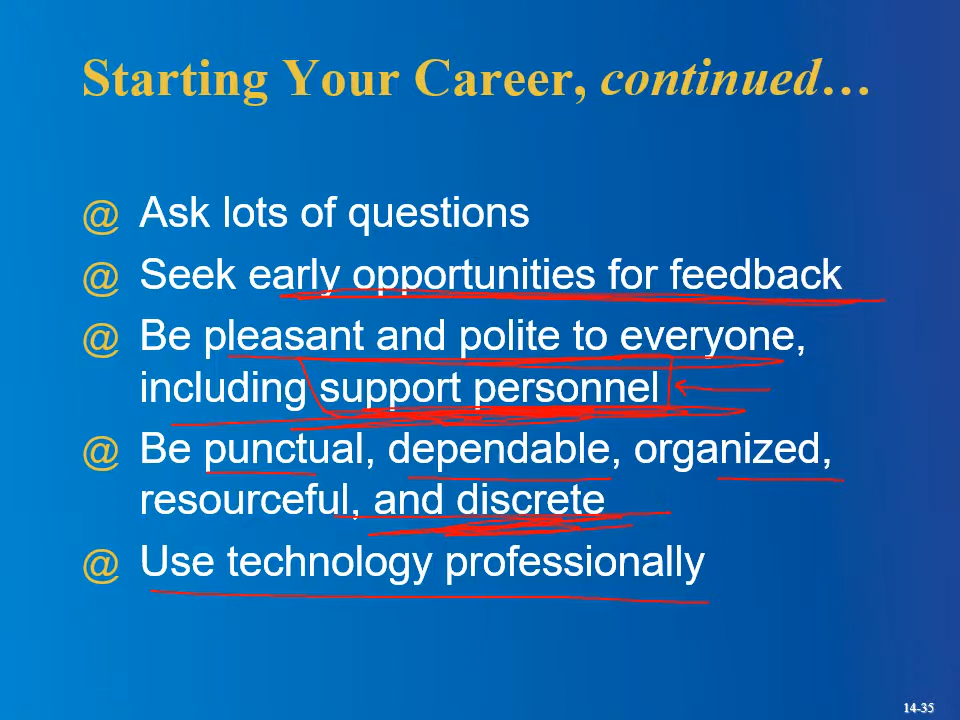 Starting Your Career, continued…
@ Ask lots of questions
@ Seek early opportunities for feedback
@ Be pleasant and polite to everyone,
including support personnel
@ Be punctual, dependable, organized,
resourceful, and discrete
@ Use technology professionally
14-35